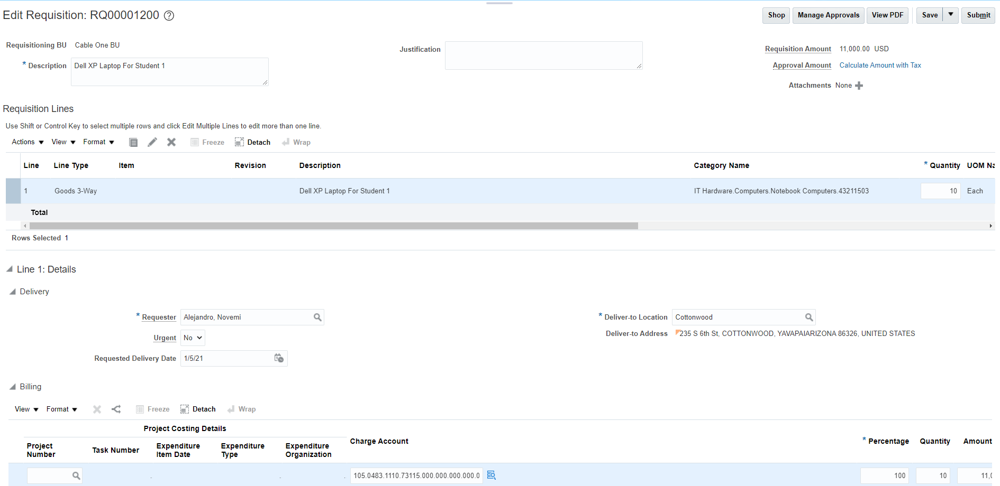 Edit Requisition: RQ00001200 ?
Shop Manage Approvals View PDF Save Submit
Requisitioning BU Cable One BU
* Description Dell XP Laptop For Student 1
Justification
Requisition Amount 11,000.00 USD
Approval Amount Calculate Amount with Tax
Attachments None
Requisition Lines
Use Shift or Control Key to select multiple rows and click Edit Multiple Lines to edit more than one line.
Actions View Format Freeze Detach Wrap
Line Line Type Item Revision Description Category Name * Quantity UOM Na
1 Goods 3-Way Dell XP Laptop For Student 1 IT Hardware.Computers.Notebook Computers.43211503 10 Each
Total
Rows Selected 1
Line 1: Details
Delivery
* Requester Alejandro, Novemi
Urgent No
Requested Delivery Date 1/5/21
* Deliver-to Location Cottonwood
Deliver-to Address 235 S 6th St, COTTONWOOD, YAVAPAIARIZONA 86326, UNITED STATES
Billing
View Format Freeze Detach Wrap
Project Costing Details
Project Number Task Number Expenditure Item Date Expenditure Type Expenditure Organization Charge Account * Percentage Quantity Amount
. . . 105.0483.1110.73115.000.000.000.000.0 100 10 11,0